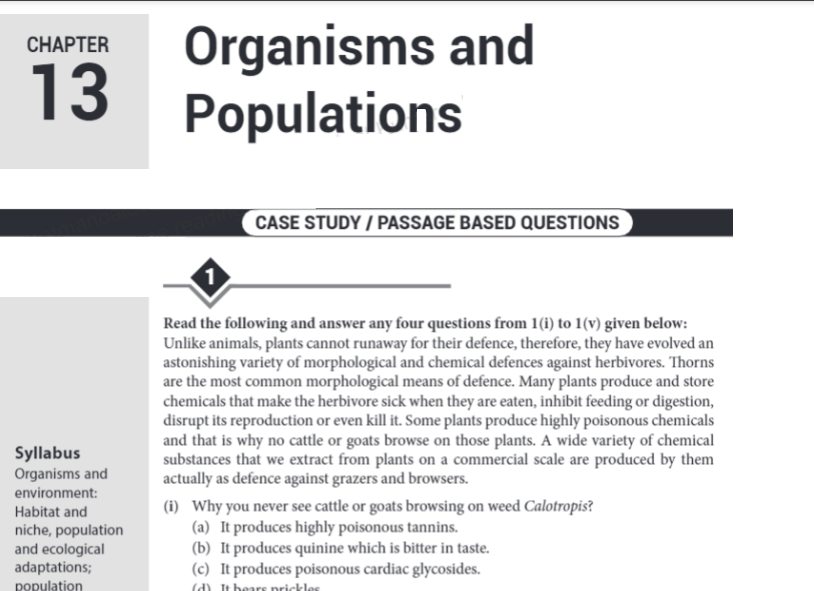 CHAPTER
13
Organisms and
Populations
CASE STUDY / PASSAGE BASED QUESTIONS
1
Read the following and answer any four questions from 1(i) to 1(v) given below:
Unlike animals, plants cannot runaway for their defence, therefore, they have evolved an
astonishing variety of morphological and chemical defences against herbivores. Thorns
are the most common morphological means of defence. Many plants produce and store
chemicals that make the herbivore sick when they are eaten, inhibit feeding or digestion,
disrupt its reproduction or even kill it. Some plants produce highly poisonous chemicals
and that is why no cattle or goats browse on those plants. A wide variety of chemical
substances that we extract from plants on a commercial scale are produced by them
actually as defence against grazers and browsers.
(i) Why you never see cattle or goats browsing on weed Calotropis?
(a) It produces highly poisonous tannins.
(b) It produces quinine which is bitter in taste.
(c) It produces poisonous cardiac glycosides.
(d) It bears prickles
Syllabus
Organisms and
environment:
Habitat and
niche, population
and ecological
adaptations;
population